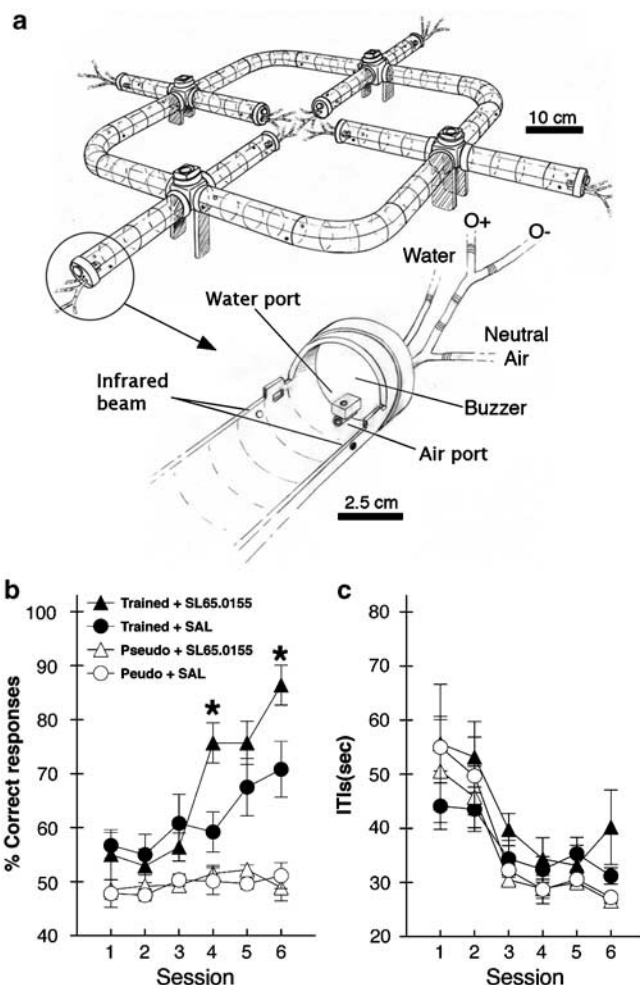 a
10 cm
O+
O-
Water
Water port
Neutral
Air
Infrared
beam
Buzzer
Air port
2.5 cm
b
100
90
80
70
60
50
40
% Correct responses
Trained + SL65.0155
Trained + SAL
Pseudo + SL65.0155
Peudo + SAL
*
*
1 2 3 4 5 6
Session
c
80
70
60
50
40
30
20
ITIs(sec)
1 2 3 4 5 6
Session